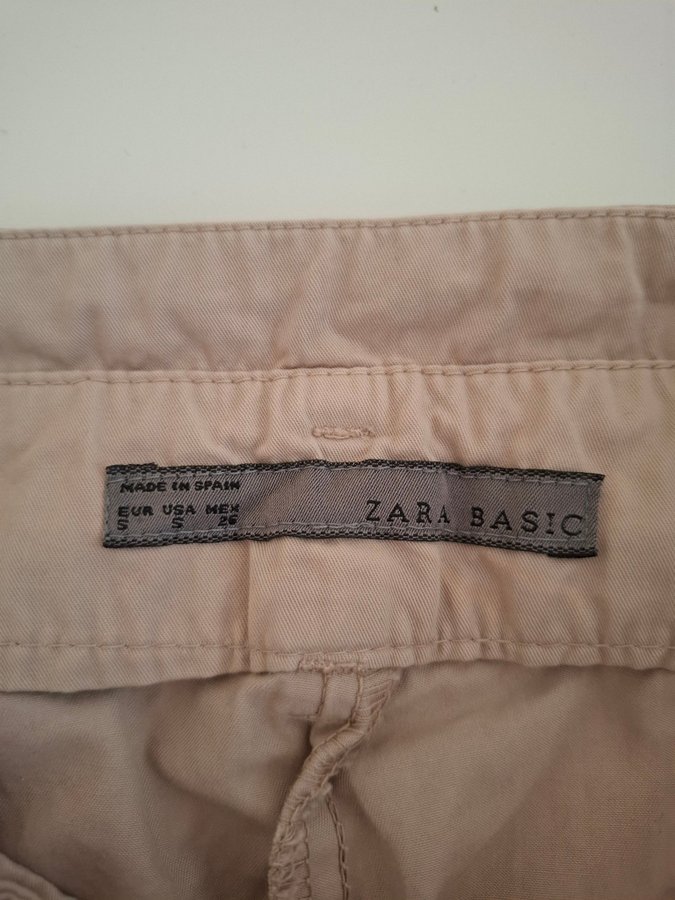 MADE IN SPAIN
EUR USA MEX
S S 26
ZARA BASIC